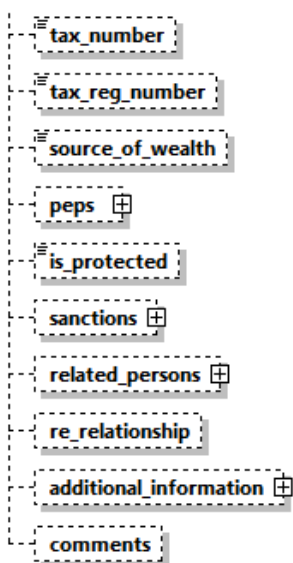 tax_number
tax_reg_number
source_of_wealth
peps
is_protected
sanctions
related_persons
re_relationship
additional_information
comments